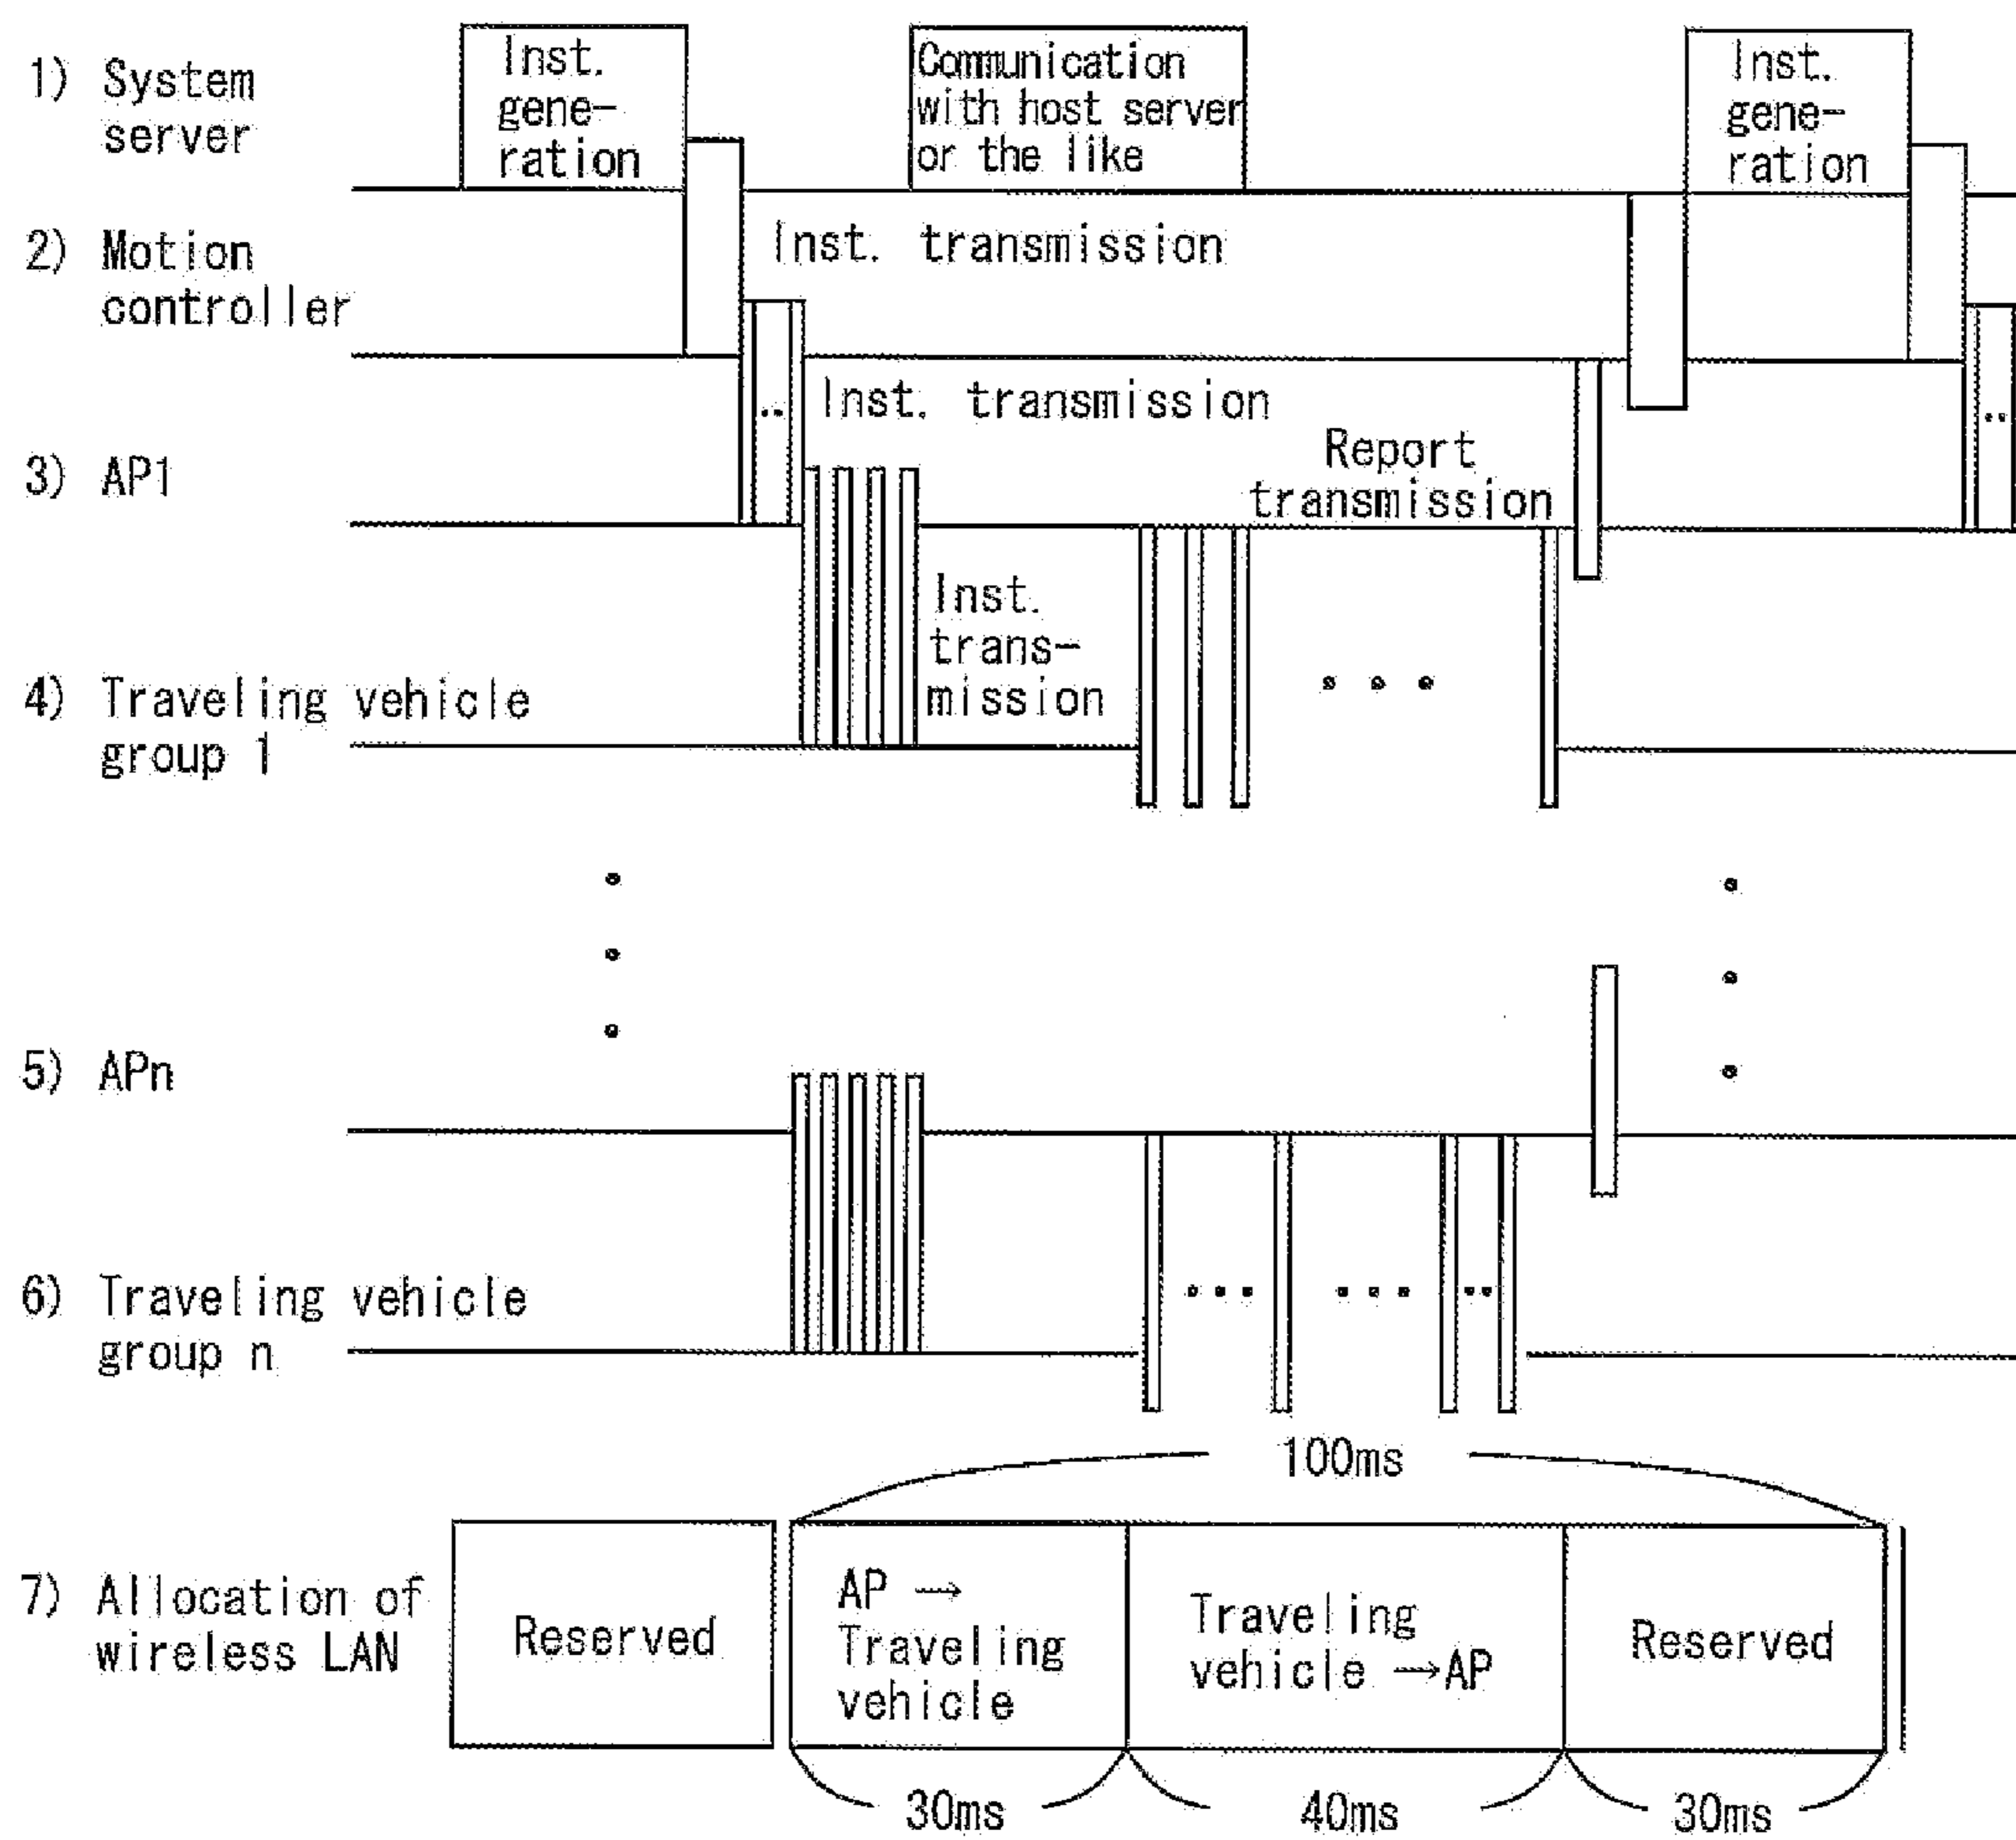 1) System
server
Inst.
gene-
ration
Communication
with host server
or the like
Inst.
gene-
ration
2) Motion
controller
Inst. transmission
Inst. transmission
Report
transmission
3) AP1
Inst.
trans-
mission
4) Traveling vehicle
group 1
5) APn
6) Traveling vehicle
group n
100ms
7) Allocation of
wireless LAN
Reserved
AP →
Traveling
vehicle
Traveling
vehicle →AP
Reserved
30ms
40ms
30ms